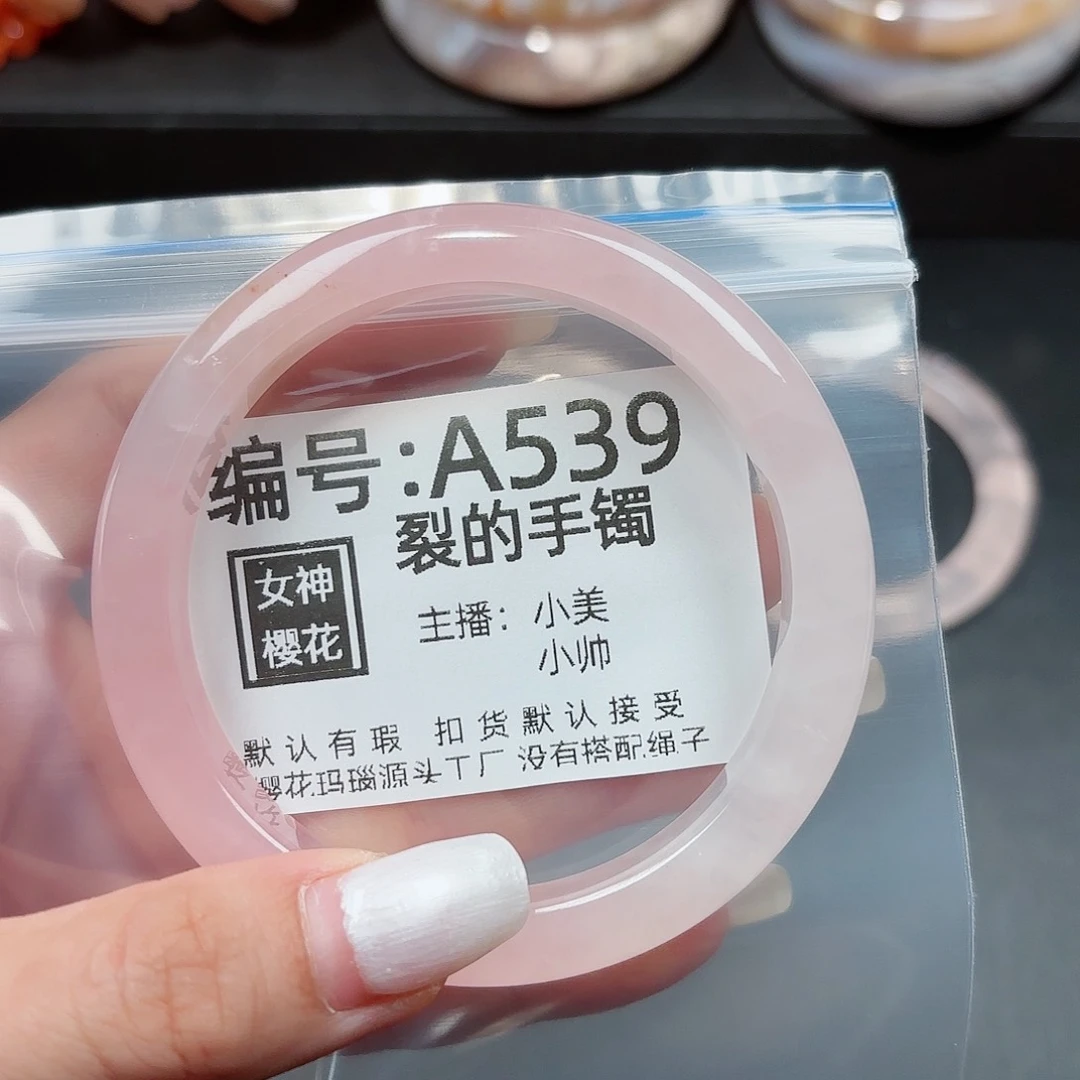 编号:A539
裂的手镯
女神
樱花
主播: 小美
小帅
默认有瑕 扣货默认接受
樱花玛瑙源头工厂 没有搭配绳子